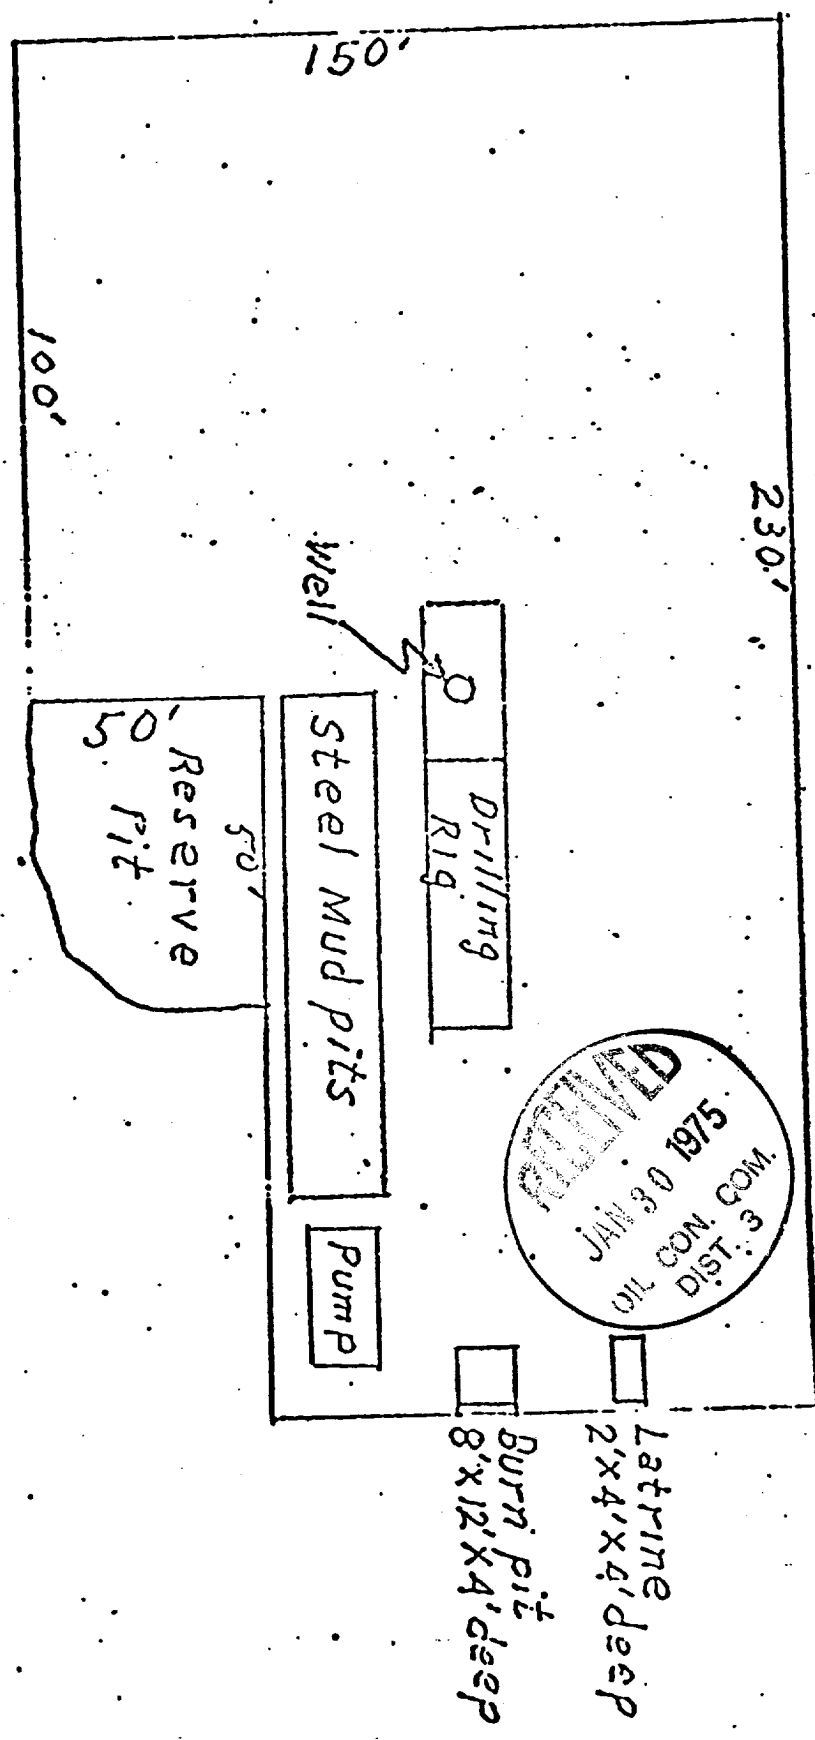 150'
230'
100'
Well
Drilling
Rig
Steel Mud pits
50'
50'
Reserve
Pit
Pump
RECEIVED
JAN 30 1975
OIL CON. COM.
DIST. 3
Latrine
2'x4'x4' deep
Burn pit
8'x12'x4' deep